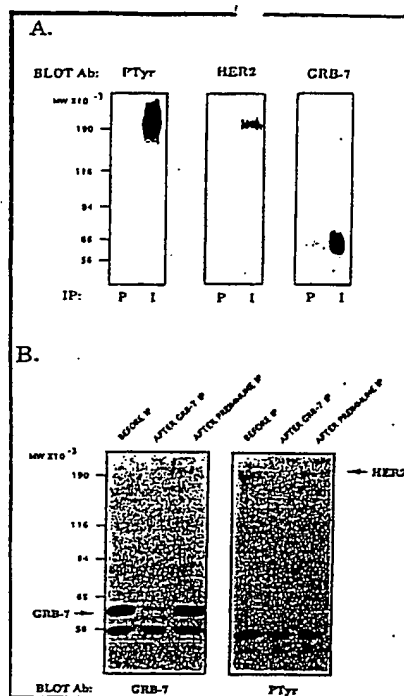 A.
BLOT Ab: PTyr HER2 GRB-7
MW X10⁻³
190
116
84
66
56
IP: P I P I P I
B.
BEFORE IP AFTER GRB-7 IP AFTER PREIMMUNE IP BEFORE IP AFTER GRB-7 IP AFTER PREIMMUNE IP
MW X10⁻³
190
HER2
116
84
65
GRB-7
56
BLOT Ab: GRB-7 PTyr